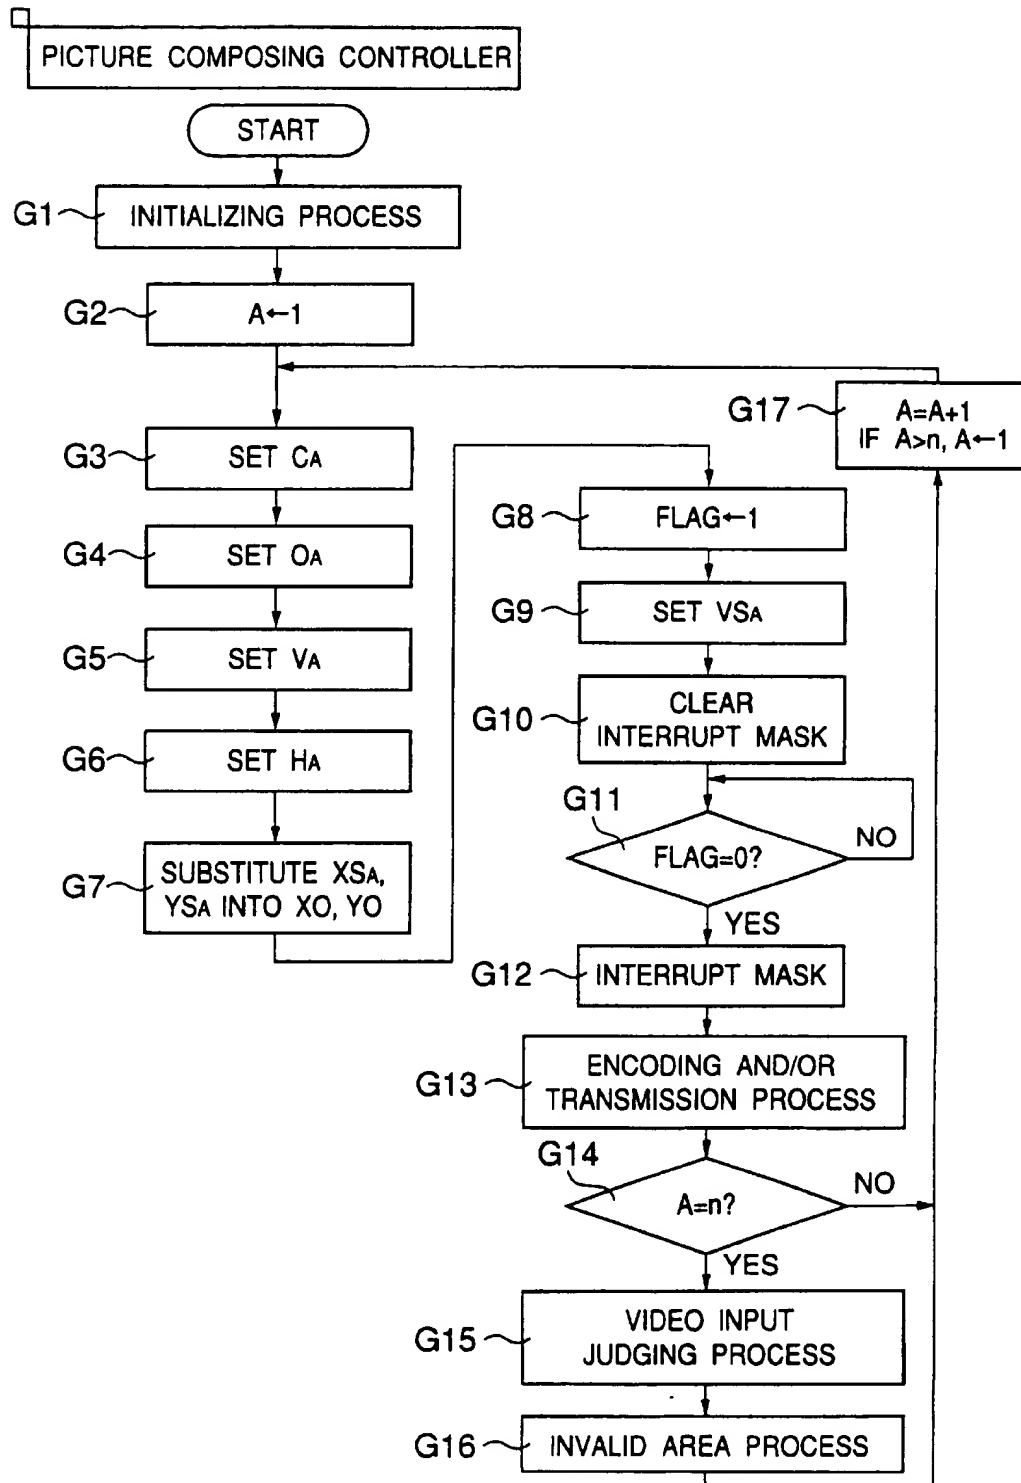 PICTURE COMPOSING CONTROLLER
START
G1
INITIALIZING PROCESS
G2
A←1
G3
SET CA
G4
SET OA
G5
SET VA
G6
SET HA
G7
SUBSTITUTE XSA,
YSA INTO XO, YO
G8
FLAG←1
G9
SET VSA
G10
CLEAR
INTERRUPT MASK
G11
FLAG=0?
NO
YES
G12
INTERRUPT MASK
G13
ENCODING AND/OR
TRANSMISSION PROCESS
G14
A=n?
NO
YES
G15
VIDEO INPUT
JUDGING PROCESS
G16
INVALID AREA PROCESS
G17
A=A+1
IF A>n, A←1